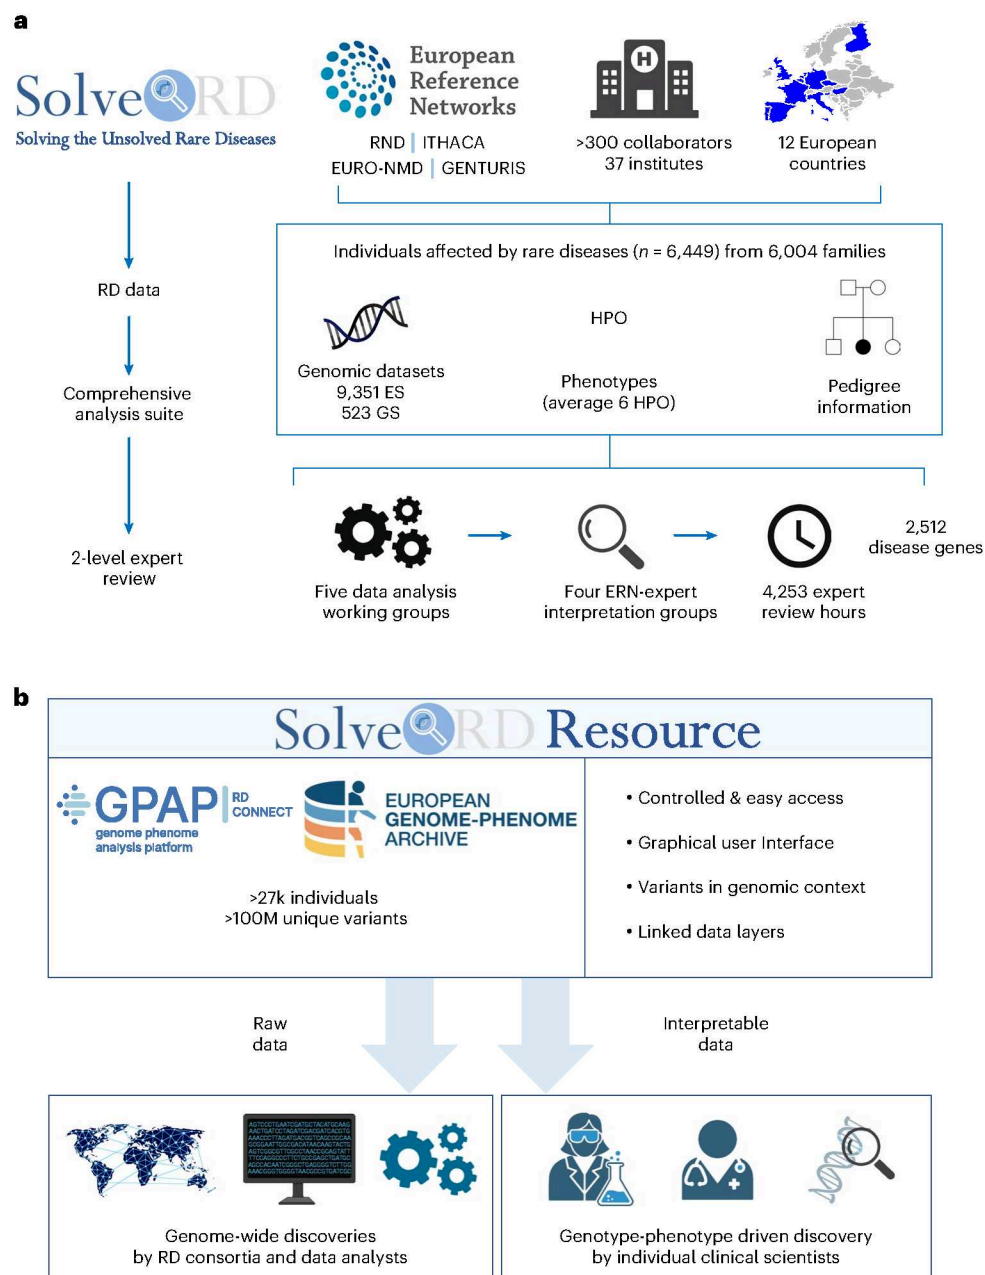 a
SolveRD
Solving the Unsolved Rare Diseases
RD data
Comprehensive
analysis suite
2-level expert
review
European
Reference
Networks
RND | ITHACA
EURO-NMD | GENTURIS
H
>300 collaborators
37 institutes
12 European
countries
Individuals affected by rare diseases (n = 6,449) from 6,004 families
Genomic datasets
9,351 ES
523 GS
HPO
Phenotypes
(average 6 HPO)
Pedigree
information
Five data analysis
working groups
Four ERN-expert
interpretation groups
4,253 expert
review hours
2,512
disease genes
b
SolveRD Resource
GPAP | RD
CONNECT
genome phenome
analysis platform
EUROPEAN
GENOME-PHENOME
ARCHIVE
>27k individuals
>100M unique variants
• Controlled & easy access
• Graphical user Interface
• Variants in genomic context
• Linked data layers
Raw
data
Interpretable
data
Genome-wide discoveries
by RD consortia and data analysts
Genotype-phenotype driven discovery
by individual clinical scientists